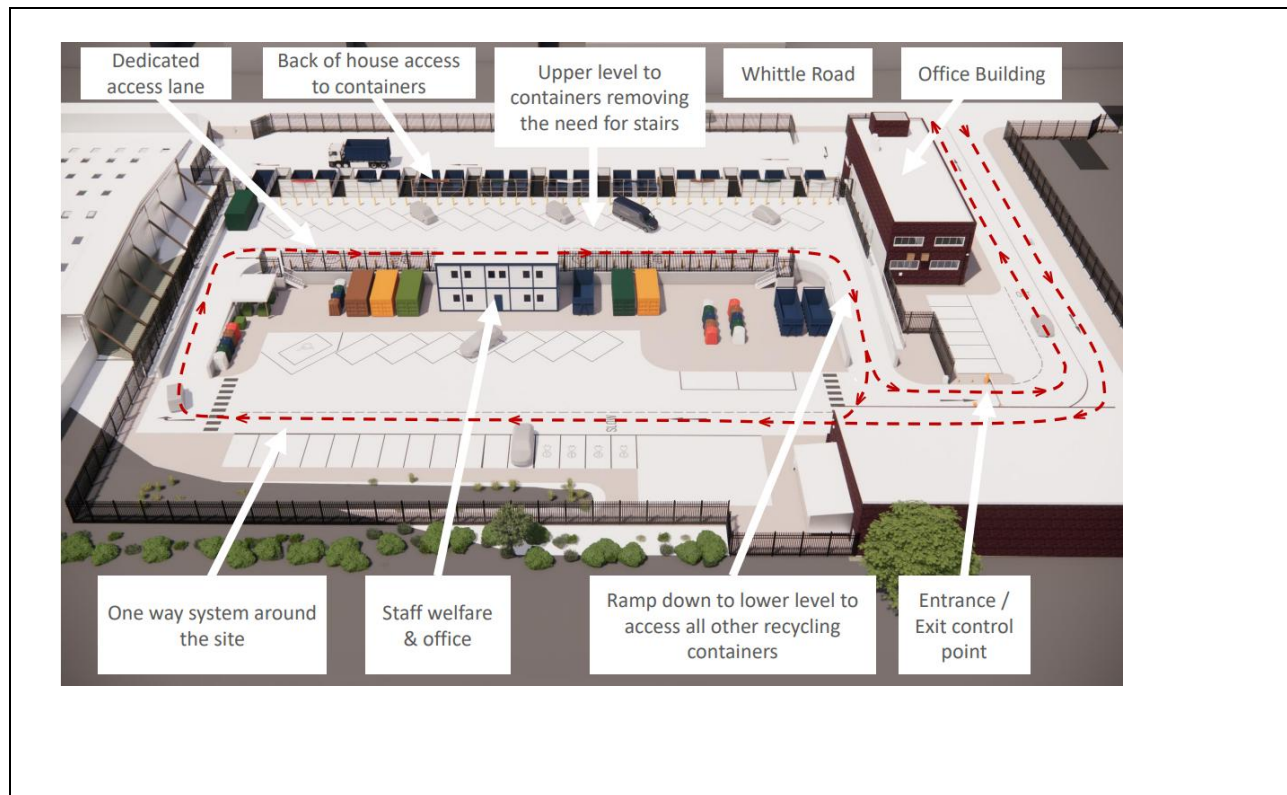 Dedicated
access lane
Back of house access
to containers
Upper level to
containers removing
the need for stairs
Whittle Road
Office Building
SLOW
One way system around
the site
Staff welfare
& office
Ramp down to lower level to
access all other recycling
containers
Entrance /
Exit control
point